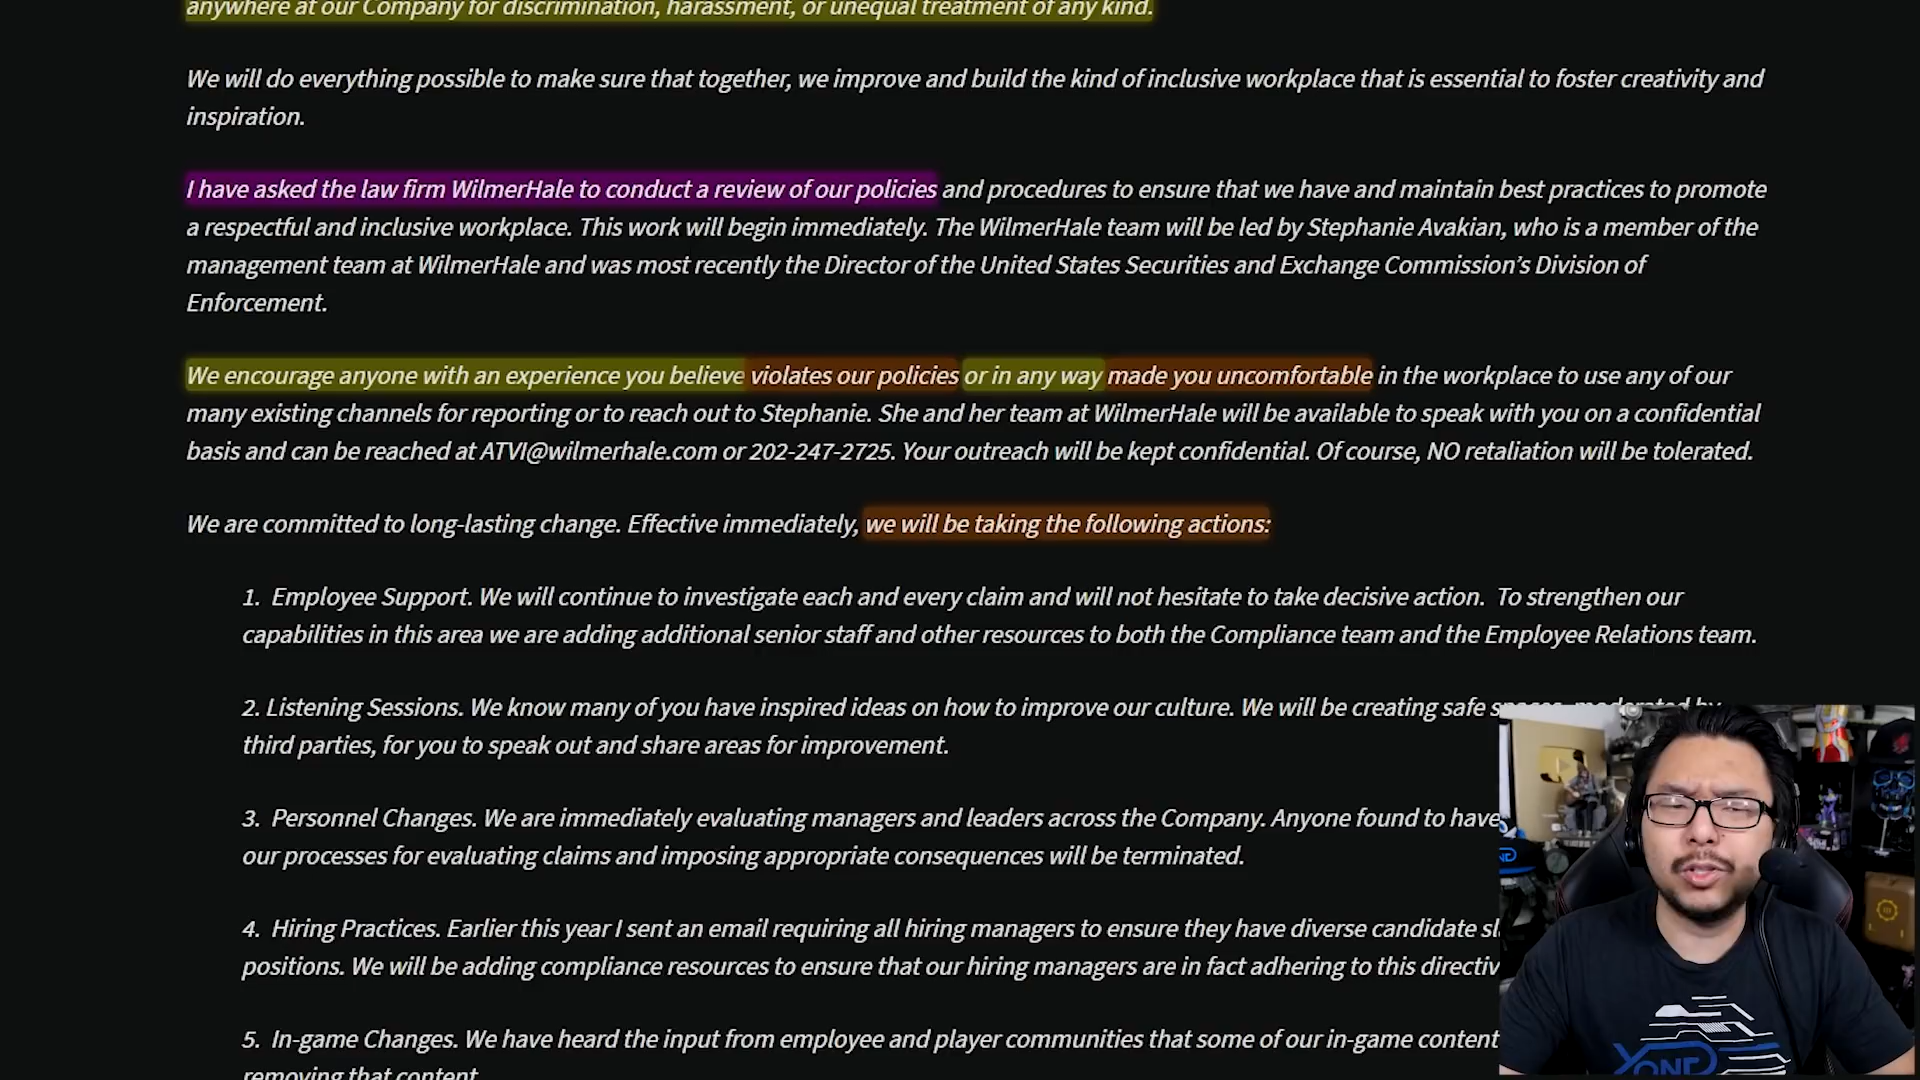 anywhere at our Company for discrimination, harassment, or unequal treatment of any kind.
We will do everything possible to make sure that together, we improve and build the kind of inclusive workplace that is essential to foster creativity and
inspiration.
I have asked the law firm WilmerHale to conduct a review of our policies and procedures to ensure that we have and maintain best practices to promote
a respectful and inclusive workplace. This work will begin immediately. The WilmerHale team will be led by Stephanie Avakian, who is a member of the
management team at WilmerHale and was most recently the Director of the United States Securities and Exchange Commission’s Division of
Enforcement.
We encourage anyone with an experience you believe violates our policies or in any way made you uncomfortable in the workplace to use any of our
many existing channels for reporting or to reach out to Stephanie. She and her team at WilmerHale will be available to speak with you on a confidential
basis and can be reached at ATVI@wilmerhale.com or 202-247-2725. Your outreach will be kept confidential. Of course, NO retaliation will be tolerated.
We are committed to long-lasting change. Effective immediately, we will be taking the following actions:
1. Employee Support. We will continue to investigate each and every claim and will not hesitate to take decisive action. To strengthen our
capabilities in this area we are adding additional senior staff and other resources to both the Compliance team and the Employee Relations team.
2. Listening Sessions. We know many of you have inspired ideas on how to improve our culture. We will be creating safe spaces, moderated by
third parties, for you to speak out and share areas for improvement.
3. Personnel Changes. We are immediately evaluating managers and leaders across the Company. Anyone found to have
our processes for evaluating claims and imposing appropriate consequences will be terminated.
4. Hiring Practices. Earlier this year I sent an email requiring all hiring managers to ensure they have diverse candidate sl
positions. We will be adding compliance resources to ensure that our hiring managers are in fact adhering to this directiv
5. In-game Changes. We have heard the input from employee and player communities that some of our in-game content
removing that content.